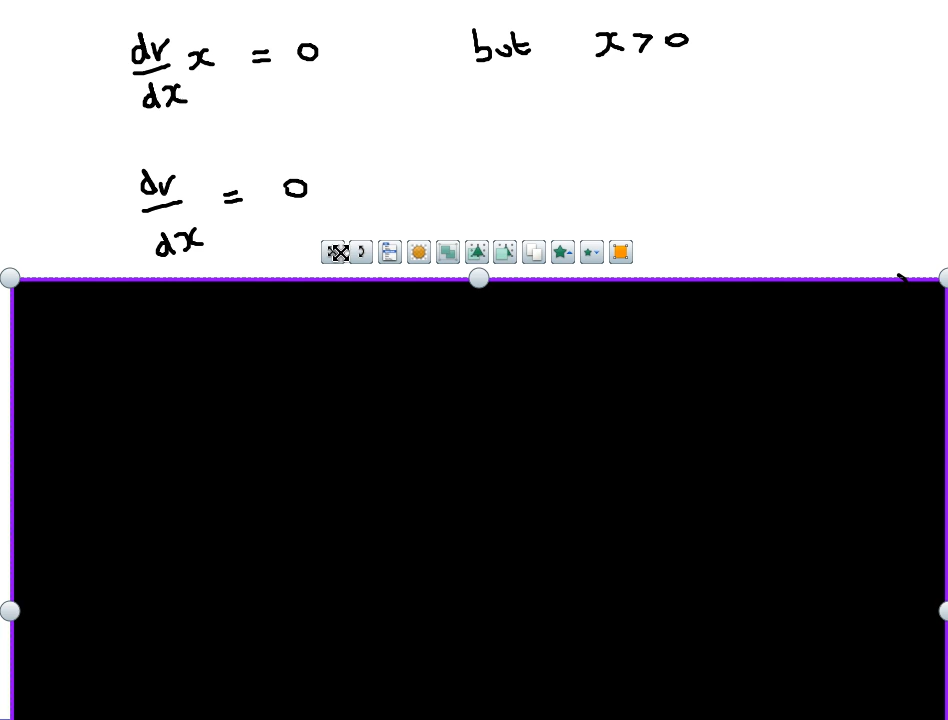 dv/dx x = 0 but x > 0
dv/dx = 0